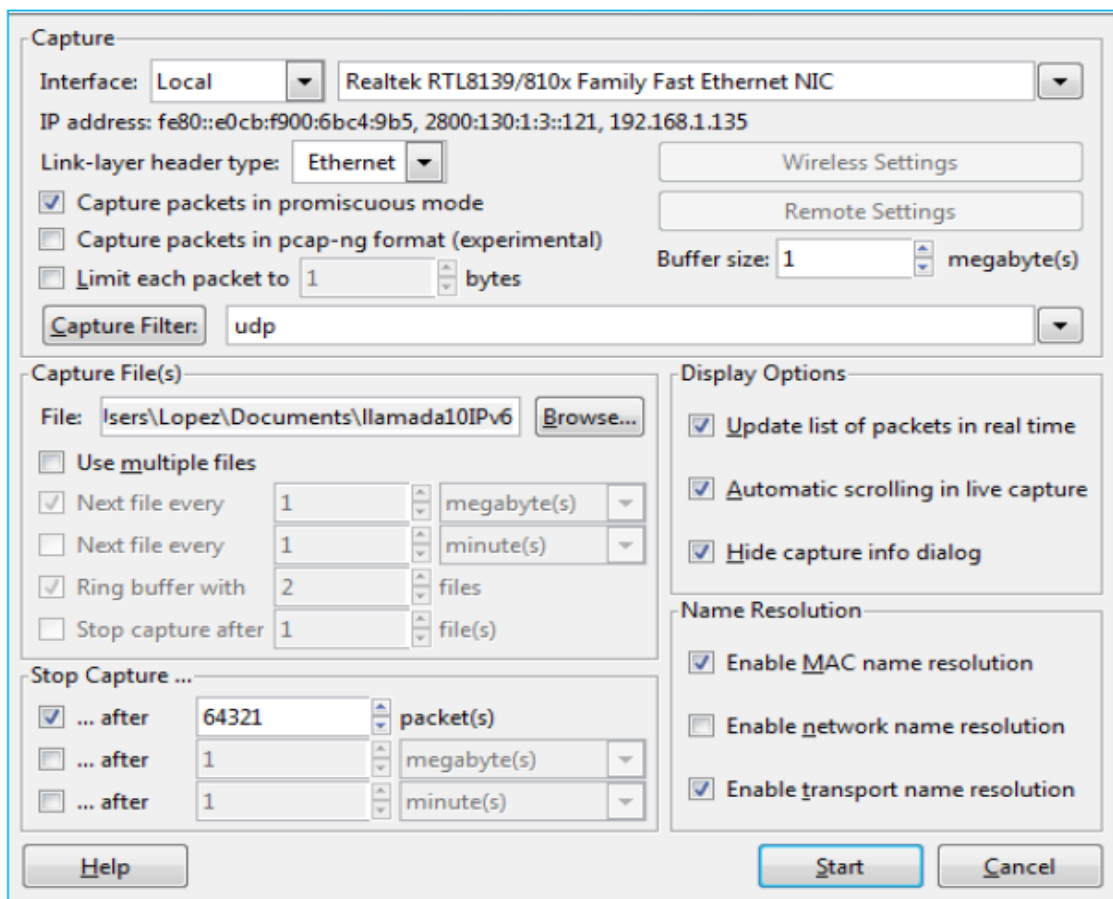 Capture
Interface: Local Realtek RTL8139/810x Family Fast Ethernet NIC
IP address: fe80::e0cb:f900:6bc4:9b5, 2800:130:1:3::121, 192.168.1.135
Link-layer header type: Ethernet Wireless Settings
Capture packets in promiscuous mode
Remote Settings
Capture packets in pcap-ng format (experimental)
Buffer size: 1 megabyte(s)
Limit each packet to 1 bytes
Capture Filter: udp
Capture File(s)
File: sers\Lopez\Documents\llamada10IPv6 Browse...
Use multiple files
Next file every 1 megabyte(s)
Next file every 1 minute(s)
Ring buffer with 2 files
Stop capture after 1 file(s)
Stop Capture ...
... after 64321 packet(s)
... after 1 megabyte(s)
... after 1 minute(s)
Display Options
Update list of packets in real time
Automatic scrolling in live capture
Hide capture info dialog
Name Resolution
Enable MAC name resolution
Enable network name resolution
Enable transport name resolution
Help Start Cancel